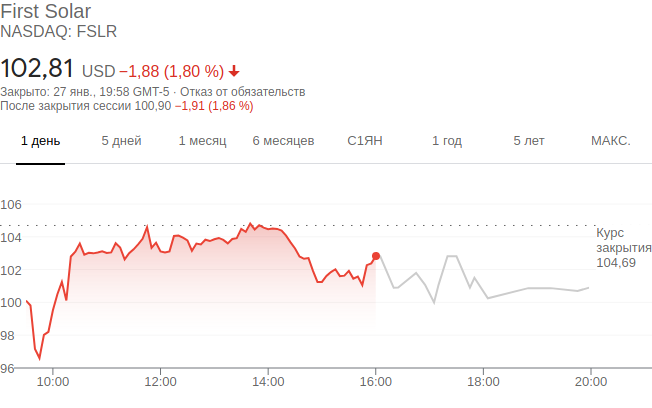 First Solar
NASDAQ: FSLR
102,81 USD −1,88 (1,80 %)
Закрыто: 27 янв., 19:58 GMT-5 · Отказ от обязательств
После закрытия сессии 100,90 −1,91 (1,86 %)
1 день 5 дней 1 месяц 6 месяцев С1ЯН 1 год 5 лет МАКС.
106
104
102
100
98
96
Курс
закрытия
104,69
10:00 12:00 14:00 16:00 18:00 20:00